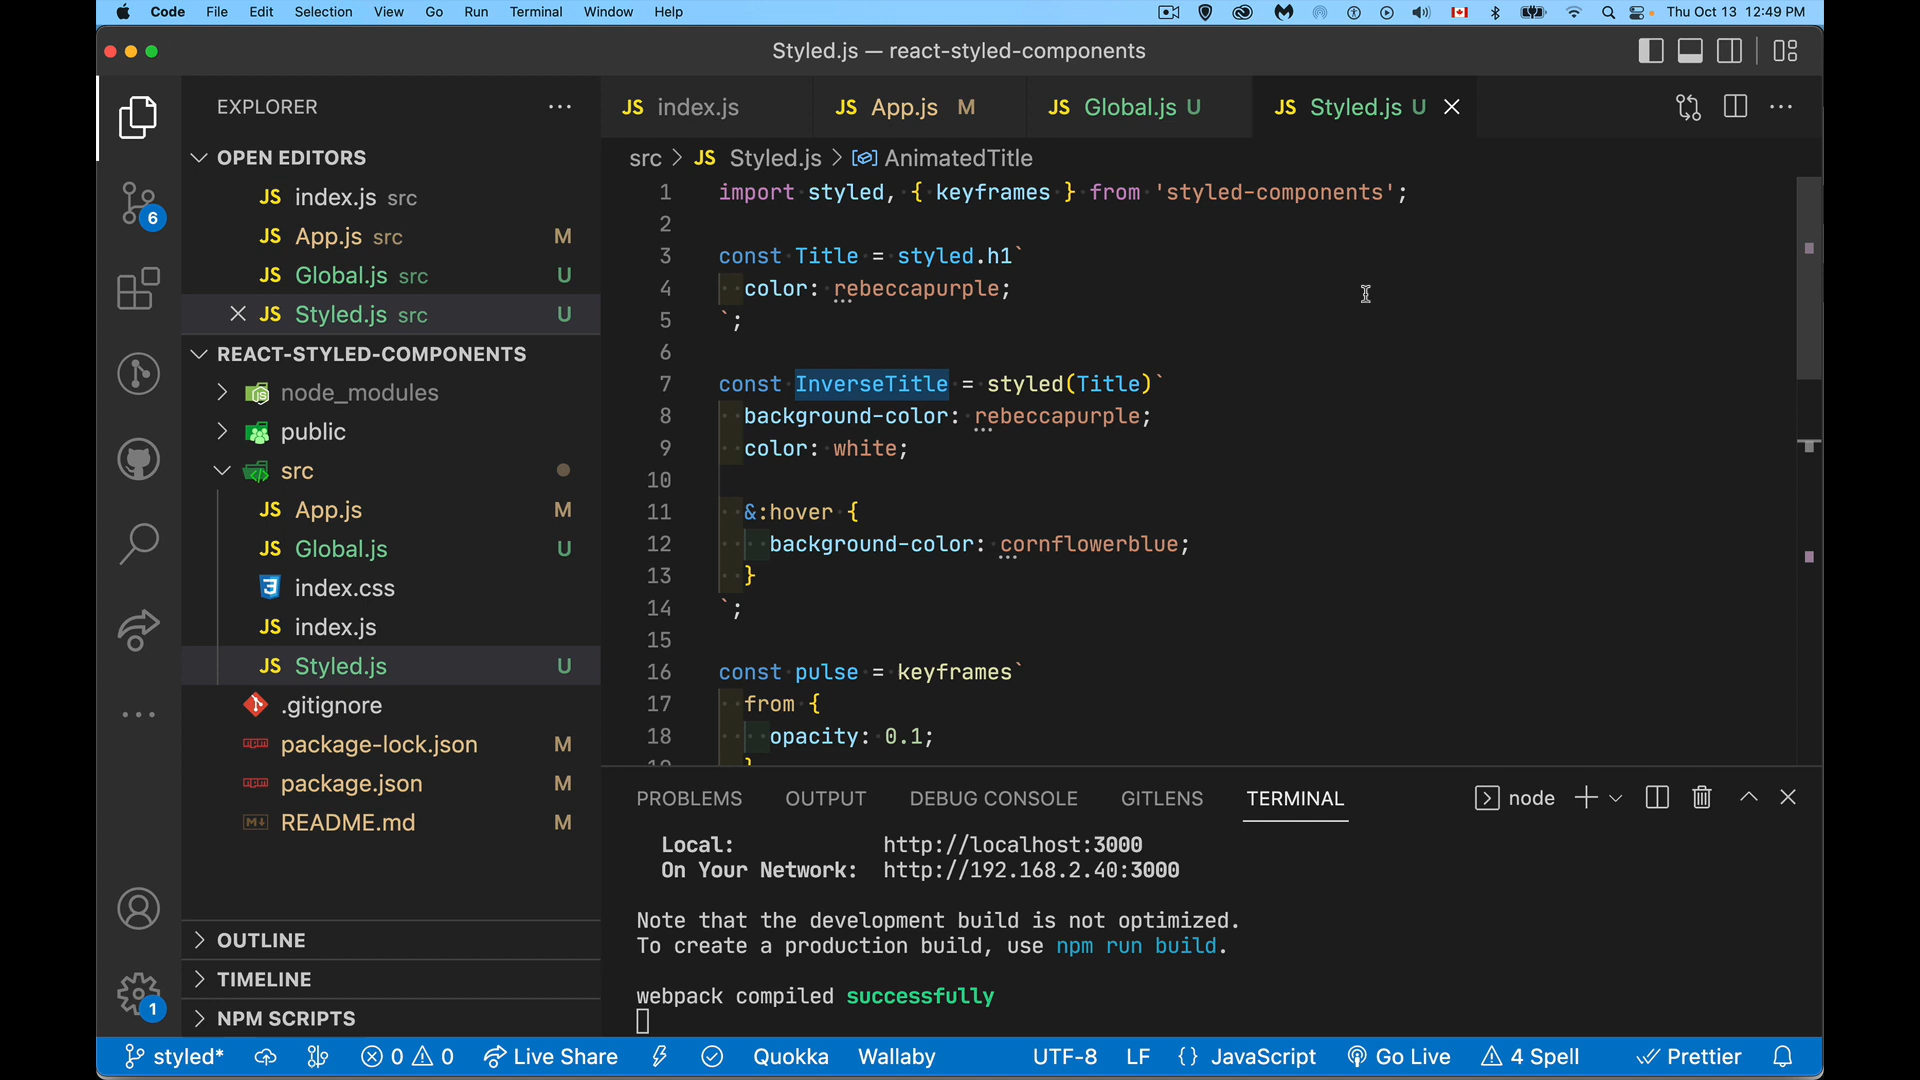 Code File Edit Selection View Go Run Terminal Window Help Thu Oct 13 12:49 PM
Styled.js — react-styled-components
EXPLORER
JS index.js JS App.js M JS Global.js U JS Styled.js U
OPEN EDITORS
JS index.js src
JS App.js src M
JS Global.js src U
JS Styled.js src U
REACT-STYLED-COMPONENTS
node_modules
public
src
JS App.js M
JS Global.js U
index.css
JS index.js
JS Styled.js U
.gitignore
package-lock.json M
package.json M
README.md M
OUTLINE
TIMELINE
NPM SCRIPTS
6
1
src > JS Styled.js > AnimatedTitle
1 import styled, { keyframes } from 'styled-components';
2
3 const Title = styled.h1`
4 color: rebeccapurple;
5 `;
6
7 const InverseTitle = styled(Title)`
8 background-color: rebeccapurple;
9 color: white;
10
11 &:hover {
12 background-color: cornflowerblue;
13 }
14 `;
15
16 const pulse = keyframes`
17 from {
18 opacity: 0.1;
19 }
PROBLEMS OUTPUT DEBUG CONSOLE GITLENS TERMINAL node
Local: http://localhost:3000
On Your Network: http://192.168.2.40:3000
Note that the development build is not optimized.
To create a production build, use npm run build.
webpack compiled successfully
styled* 0 0 Live Share Quokka Wallaby UTF-8 LF {} JavaScript Go Live 4 Spell Prettier